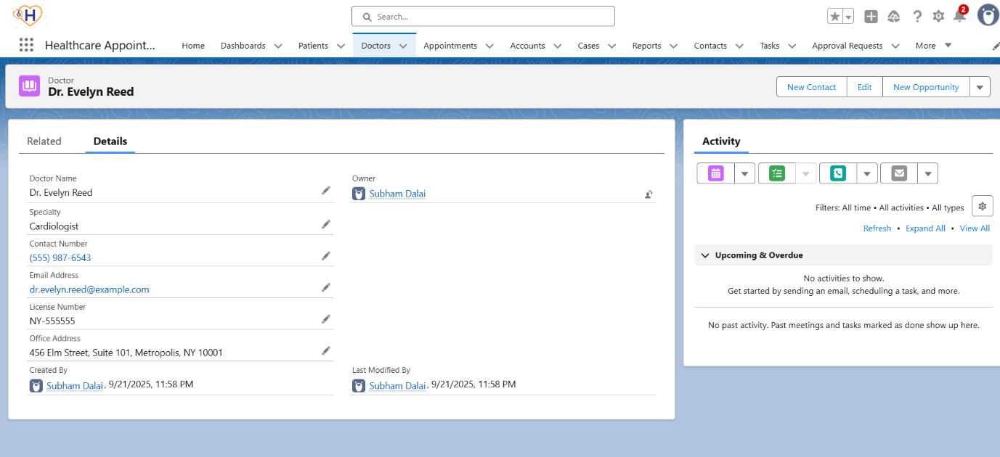 H
Search...
2
Healthcare Appoint...
Home
Dashboards
Patients
Doctors
Appointments
Accounts
Cases
Reports
Contacts
Tasks
Approval Requests
More
Doctor
Dr. Evelyn Reed
New Contact
Edit
New Opportunity
Related
Details
Doctor Name
Dr. Evelyn Reed
Owner
Subham Dalai
Specialty
Cardiologist
Contact Number
(555) 987-6543
Email Address
dr.evelyn.reed@example.com
License Number
NY-555555
Office Address
456 Elm Street, Suite 101, Metropolis, NY 10001
Created By
Subham Dalai, 9/21/2025, 11:58 PM
Last Modified By
Subham Dalai, 9/21/2025, 11:58 PM
Activity
Filters: All time • All activities • All types
Refresh • Expand All • View All
Upcoming & Overdue
No activities to show.
Get started by sending an email, scheduling a task, and more.
No past activity. Past meetings and tasks marked as done show up here.